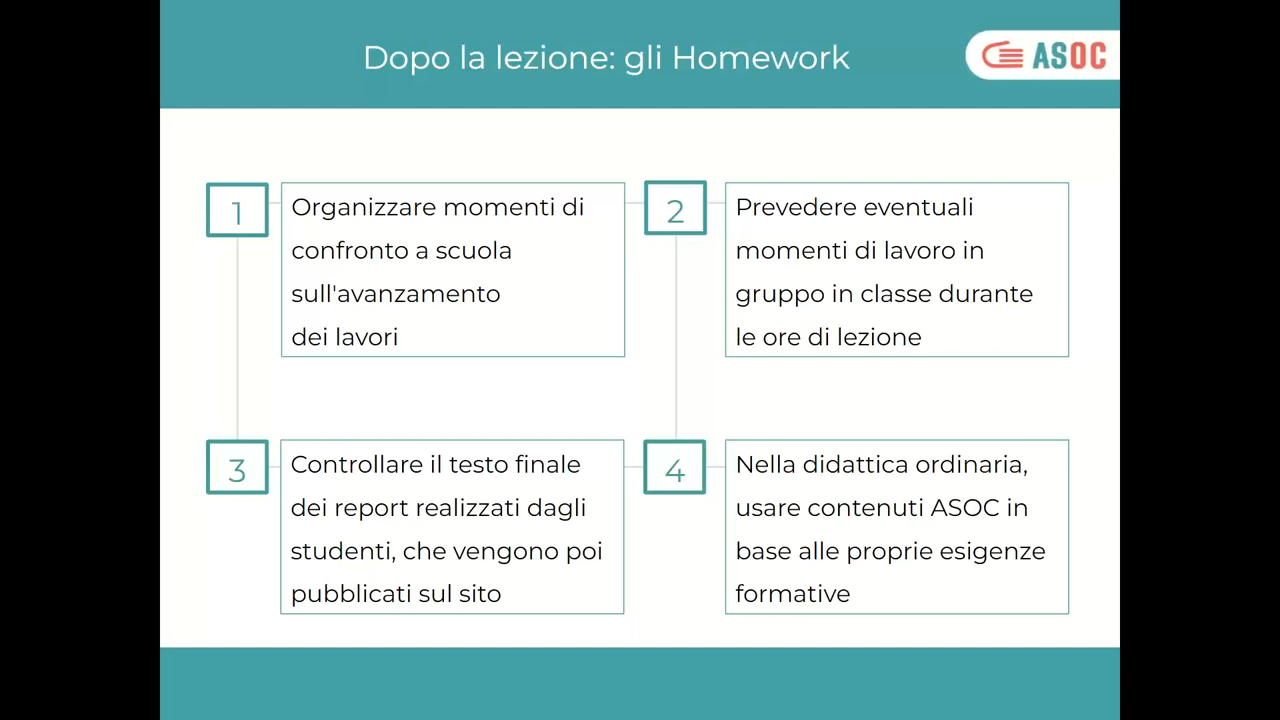 Dopo la lezione: gli Homework
ASOC
1
Organizzare momenti di
confronto a scuola
sull'avanzamento
dei lavori
2
Prevedere eventuali
momenti di lavoro in
gruppo in classe durante
le ore di lezione
3
Controllare il testo finale
dei report realizzati dagli
studenti, che vengono poi
pubblicati sul sito
4
Nella didattica ordinaria,
usare contenuti ASOC in
base alle proprie esigenze
formative